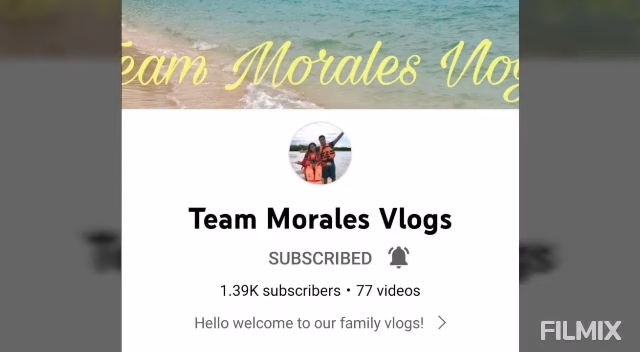 Team Morales Vlogs
Team Morales Vlogs
SUBSCRIBED
1.39K subscribers • 77 videos
Hello welcome to our family vlogs!
FILMIX